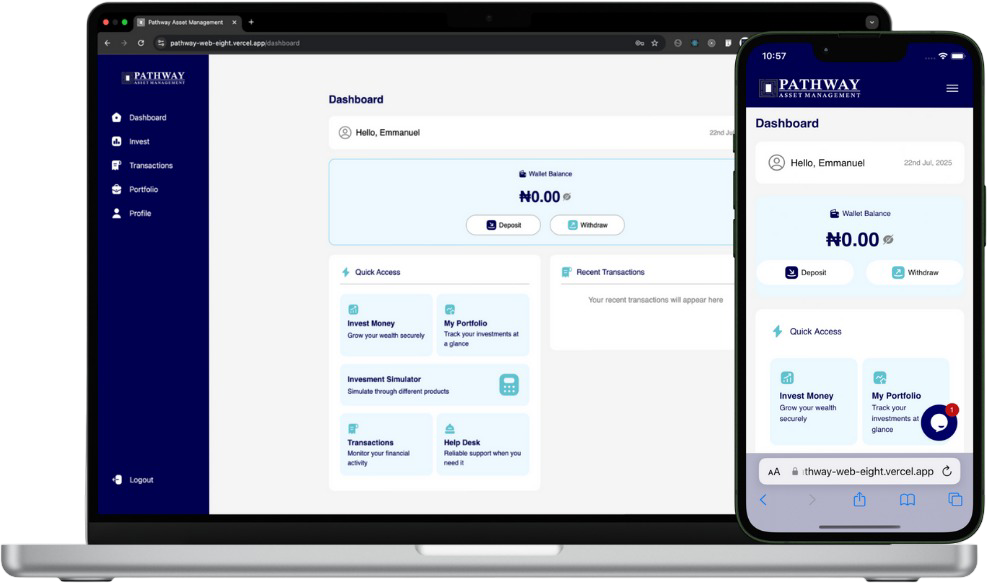 Pathway Asset Management
pathway-web-eight.vercel.app/dashboard
PATHWAY
ASSET MANAGEMENT
Dashboard
Invest
Transactions
Portfolio
Profile
Logout
Dashboard
Hello, Emmanuel
22nd Jul
Wallet Balance
₦0.00
Deposit
Withdraw
Quick Access
Invest Money
Grow your wealth securely
My Portfolio
Track your investments at
a glance
Invesment Simulator
Simulate through different products
Transactions
Monitor your financial
activity
Help Desk
Reliable support when you
need it
Recent Transactions
Your recent transactions will appear here
10:57
PATHWAY
ASSET MANAGEMENT
Dashboard
Hello, Emmanuel
22nd Jul, 2025
Wallet Balance
₦0.00
Deposit
Withdraw
Quick Access
Invest Money
Grow your wealth
securely
My Portfolio
Track your
investments at
glance
1
AA
thway-web-eight.vercel.app